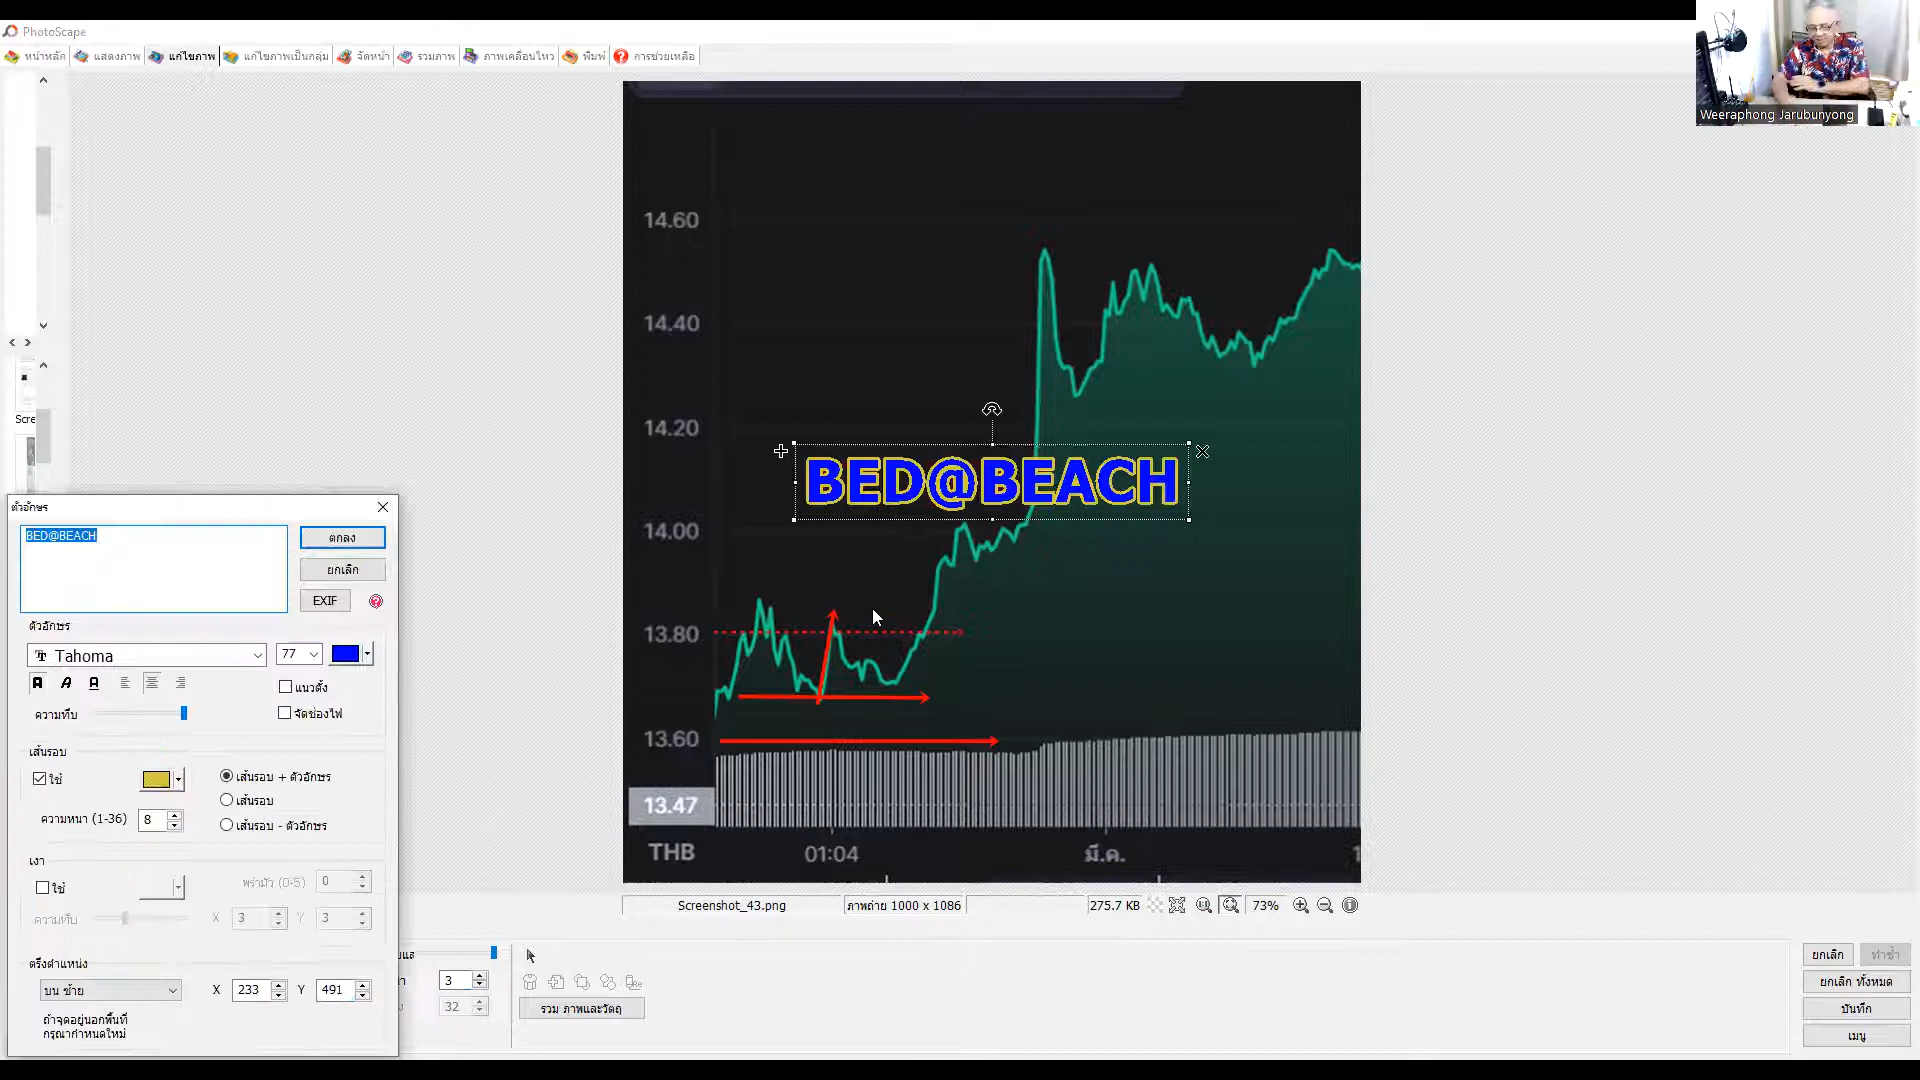 PhotoScape
หน้าหลัก แสดงภาพ แก้ไขภาพ แก้ไขภาพเป็นกลุ่ม จัดหน้า รวมภาพ ภาพเคลื่อนไหว พิมพ์ การช่วยเหลือ
Weeraphong Jarubunyong
14.60
14.40
14.20
BED@BEACH
14.00
13.80
13.60
13.47
THB 01:04 มี.ค.
Scre
ตัวอักษร
BED@BEACH
ตกลง
ยกเลิก
EXIF
ตัวอักษร
Tahoma 77
A A A
แนวตั้ง
ความทึบ จัดช่องไฟ
เส้นรอบ
ใช้ เส้นรอบ + ตัวอักษร
เส้นรอบ
ความหนา (1-36) 8
เส้นรอบ - ตัวอักษร
เงา
ใช้ พร่ามัว (0-5) 0
ความทึบ X 3 Y 3
ตรึงตำแหน่ง
บน ซ้าย X 233 Y 491
ถ้าจุดอยู่นอกพื้นที่
กรุณากำหนดใหม่
Screenshot_43.png ภาพถ่าย 1000 x 1086 275.7 KB 73%
3
32
รวม ภาพและวัตถุ
ยกเลิก ทำซ้ำ
ยกเลิก ทั้งหมด
บันทึก
เมนู